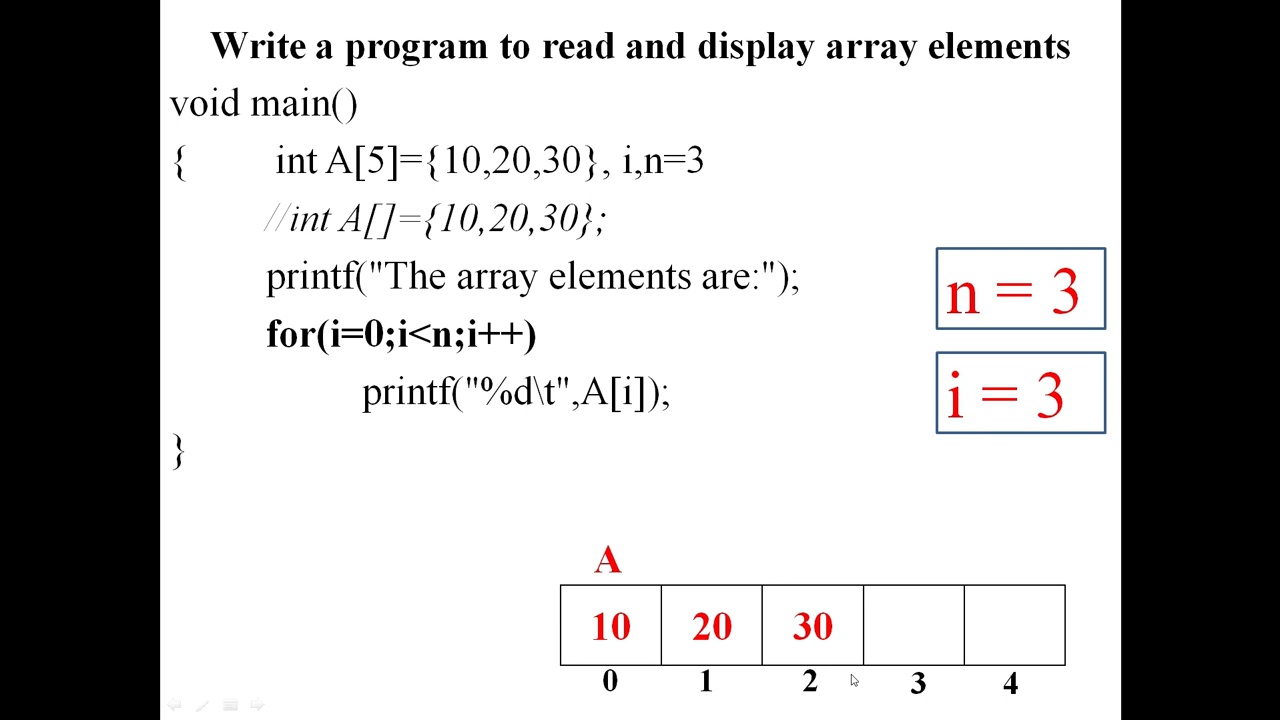 Write a program to read and display array elements
void main()
{ int A[5]={10,20,30}, i,n=3
//int A[]={10,20,30};
printf("The array elements are:");
for(i=0;i<n;i++)
printf("%d\t",A[i]);
}
n = 3
i = 3
A
10 20 30
0 1 2 3 4